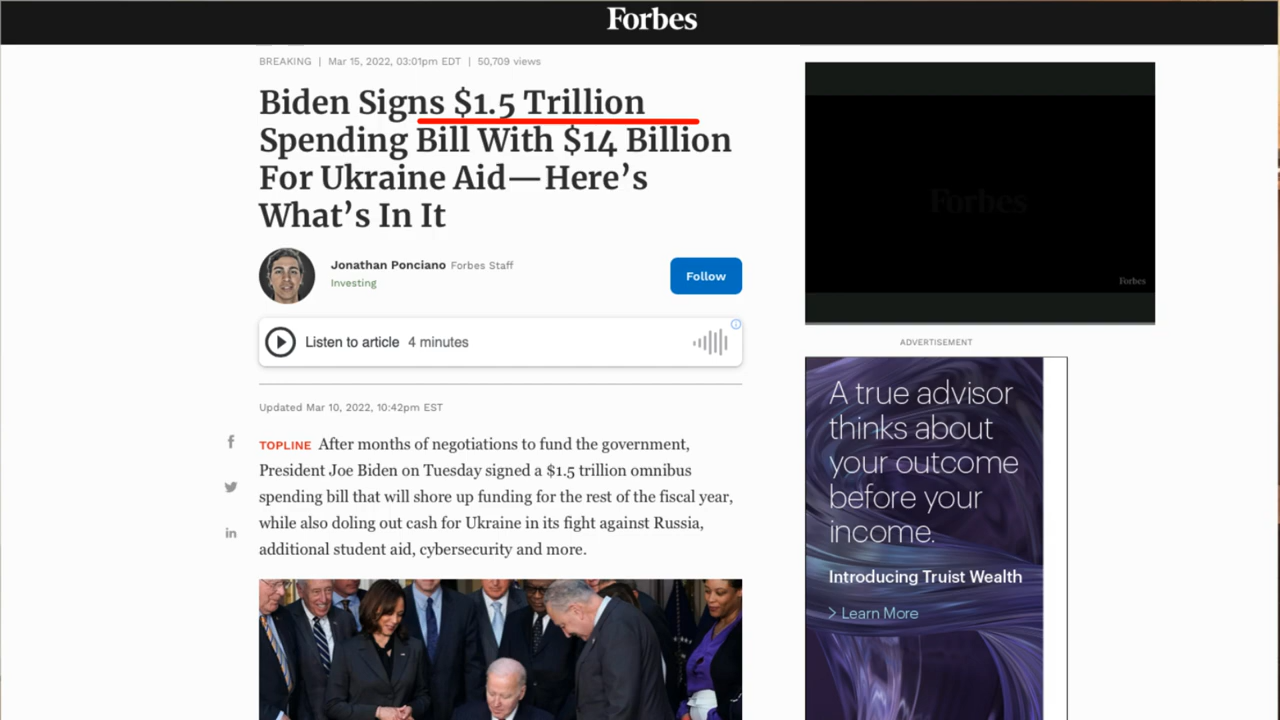 Forbes
BREAKING | Mar 15, 2022, 03:01pm EDT | 50,709 views
Biden Signs $1.5 Trillion
Spending Bill With $14 Billion
For Ukraine Aid—Here's
What's In It
Jonathan Ponciano Forbes Staff
Investing
Follow
Listen to article 4 minutes
Updated Mar 10, 2022, 10:42pm EST
TOPLINE After months of negotiations to fund the government,
President Joe Biden on Tuesday signed a $1.5 trillion omnibus
spending bill that will shore up funding for the rest of the fiscal year,
while also doling out cash for Ukraine in its fight against Russia,
additional student aid, cybersecurity and more.
Forbes
Forbes
ADVERTISEMENT
A true advisor
thinks about
your outcome
before your
income.
Introducing Truist Wealth
> Learn More